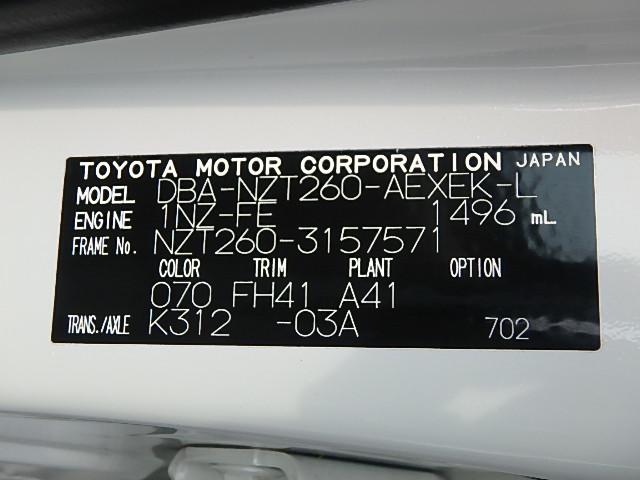 TOYOTA MOTOR CORPORATION JAPAN
MODEL DBA-NZT260-AEXEK-L
ENGINE 1NZ-FE 1496 mL
FRAME No. NZT260-3157571
COLOR TRIM PLANT OPTION
070 FH41 A41
TRANS./AXLE K312 -03A 702